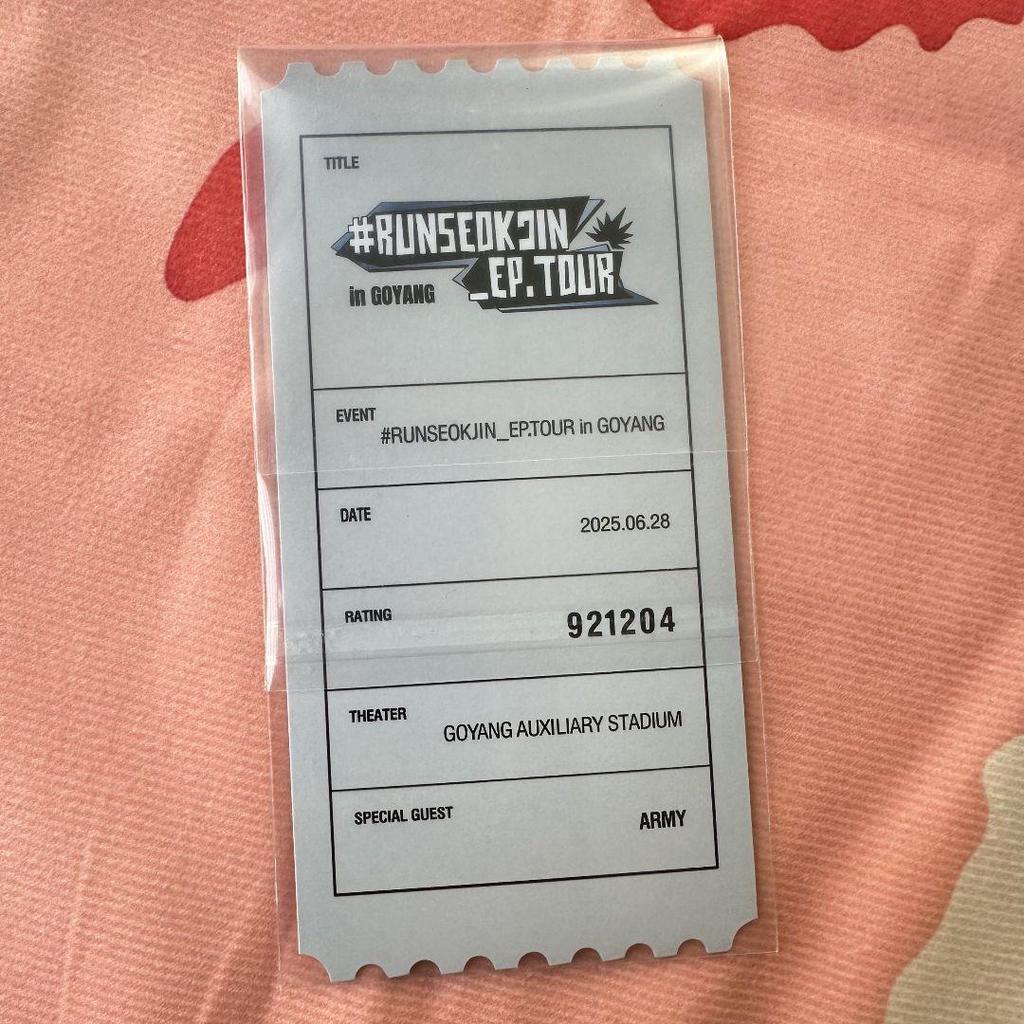 TITLE
#RUNSEOKJIN
_EP.TOUR
in GOYANG
EVENT
#RUNSEOKJIN_EP.TOUR in GOYANG
DATE
2025.06.28
RATING
921204
THEATER
GOYANG AUXILIARY STADIUM
SPECIAL GUEST
ARMY